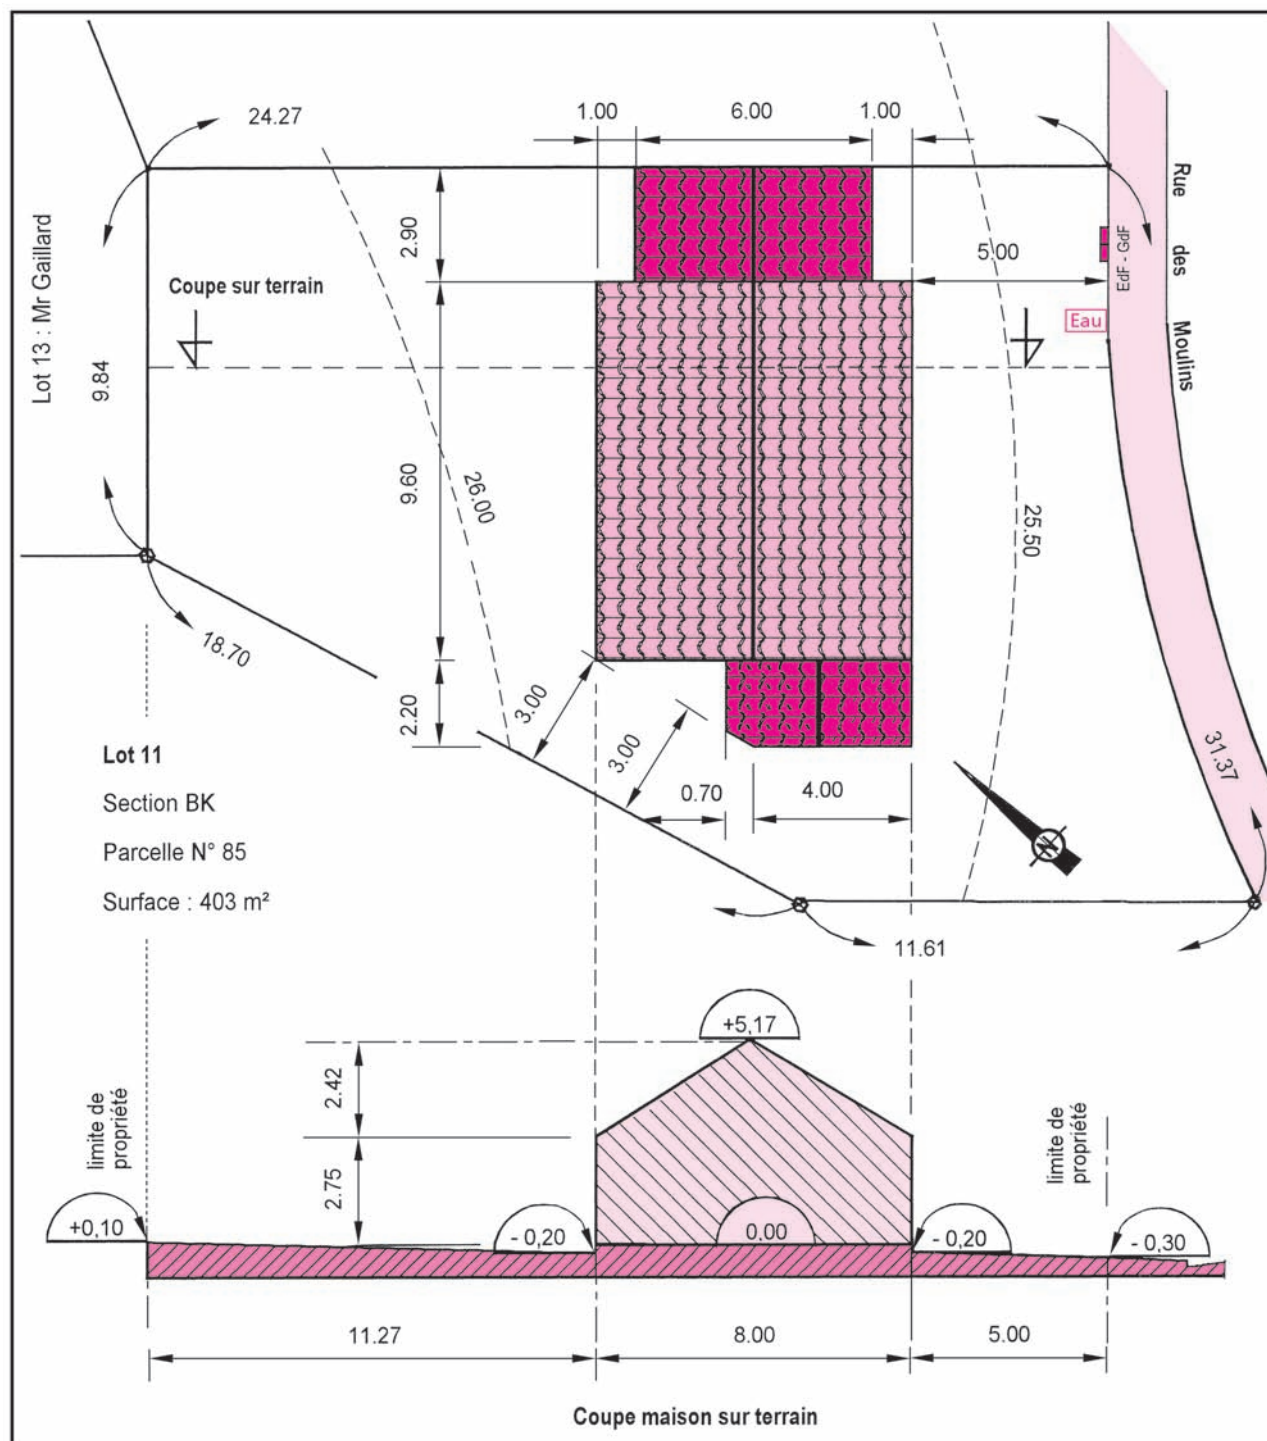 24.27
1.00
6.00
1.00
Rue des Moulins
Lot 13 : Mr Gaillard
2.90
EdF - GdF
5.00
Coupe sur terrain
Eau
9.84
9.60
26.00
25.50
18.70
2.20
3.00
3.00
31.37
Lot 11
0.70
4.00
Section BK
N
Parcelle N° 85
Surface : 403 m²
11.61
+5,17
2.42
limite de
propriété
limite de
propriété
2.75
+0,10
- 0,20
0.00
- 0,20
- 0,30
11.27
8.00
5.00
Coupe maison sur terrain